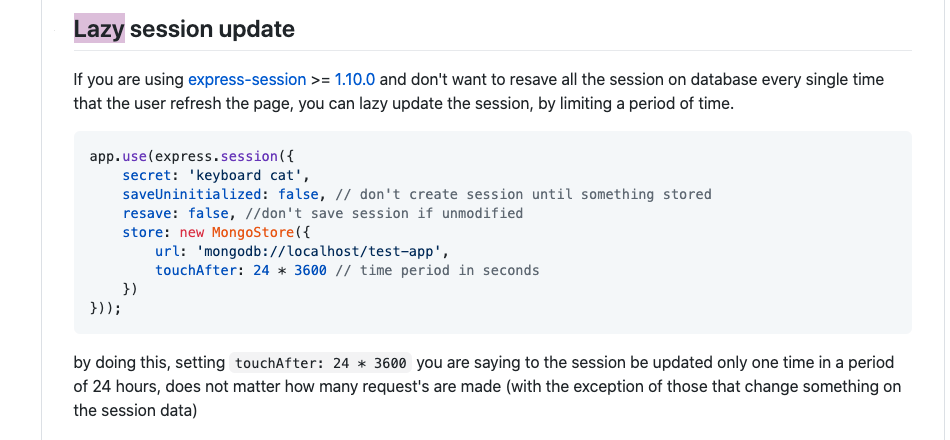 Lazy session update
If you are using express-session >= 1.10.0 and don't want to resave all the session on database every single time
that the user refresh the page, you can lazy update the session, by limiting a period of time.
app.use(express.session({
    secret: 'keyboard cat',
    saveUninitialized: false, // don't create session until something stored
    resave: false, //don't save session if unmodified
    store: new MongoStore({
        url: 'mongodb://localhost/test-app',
        touchAfter: 24 * 3600 // time period in seconds
    })
}));
by doing this, setting touchAfter: 24 * 3600 you are saying to the session be updated only one time in a period
of 24 hours, does not matter how many request's are made (with the exception of those that change something on
the session data)